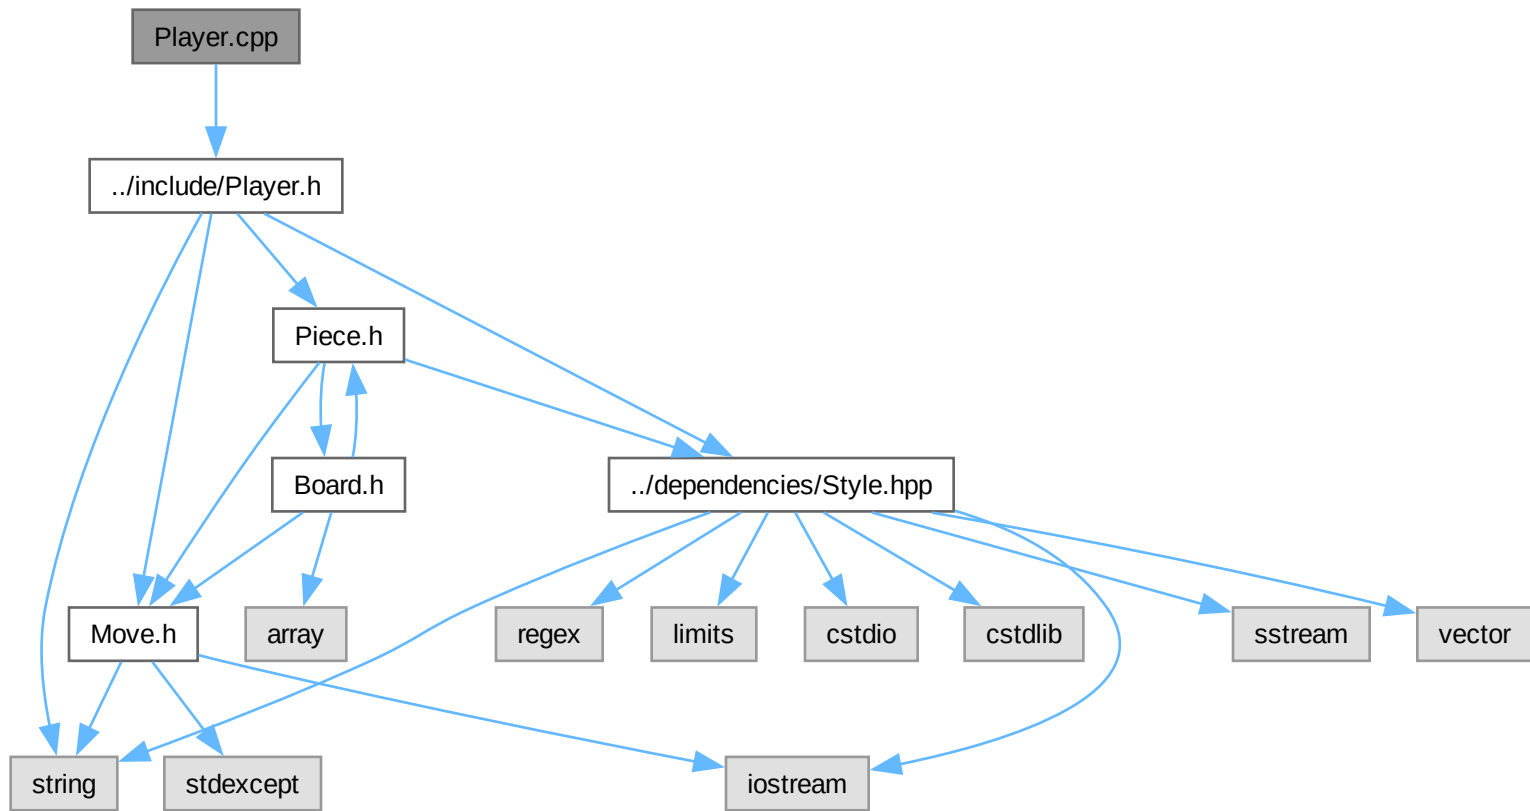 Player.cpp
../include/Player.h
Piece.h
Board.h
../dependencies/Style.hpp
Move.h
array
regex
limits
cstdio
cstdlib
sstream
vector
string
stdexcept
iostream